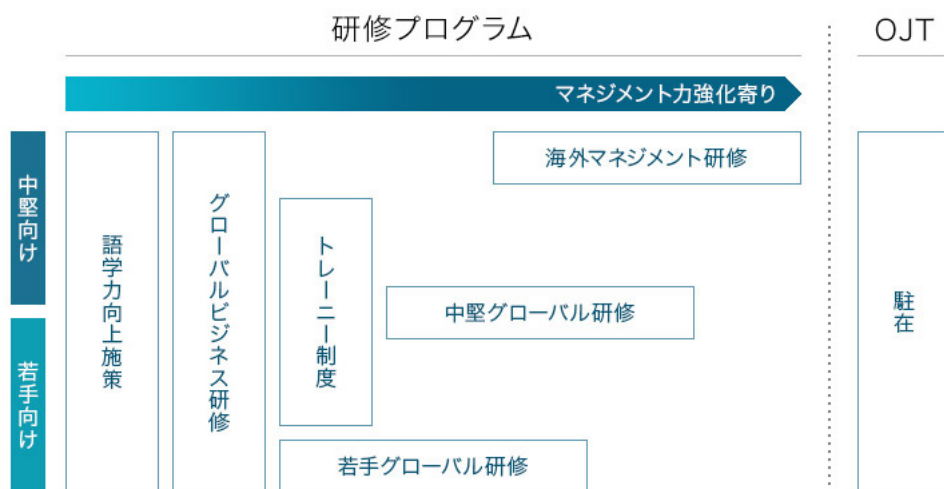 研修プログラム
OJT
マネジメント力強化寄り
中堅向け
若手向け
語学力向上施策
グローバルビジネス研修
トレーニー制度
海外マネジメント研修
中堅グローバル研修
若手グローバル研修
駐在